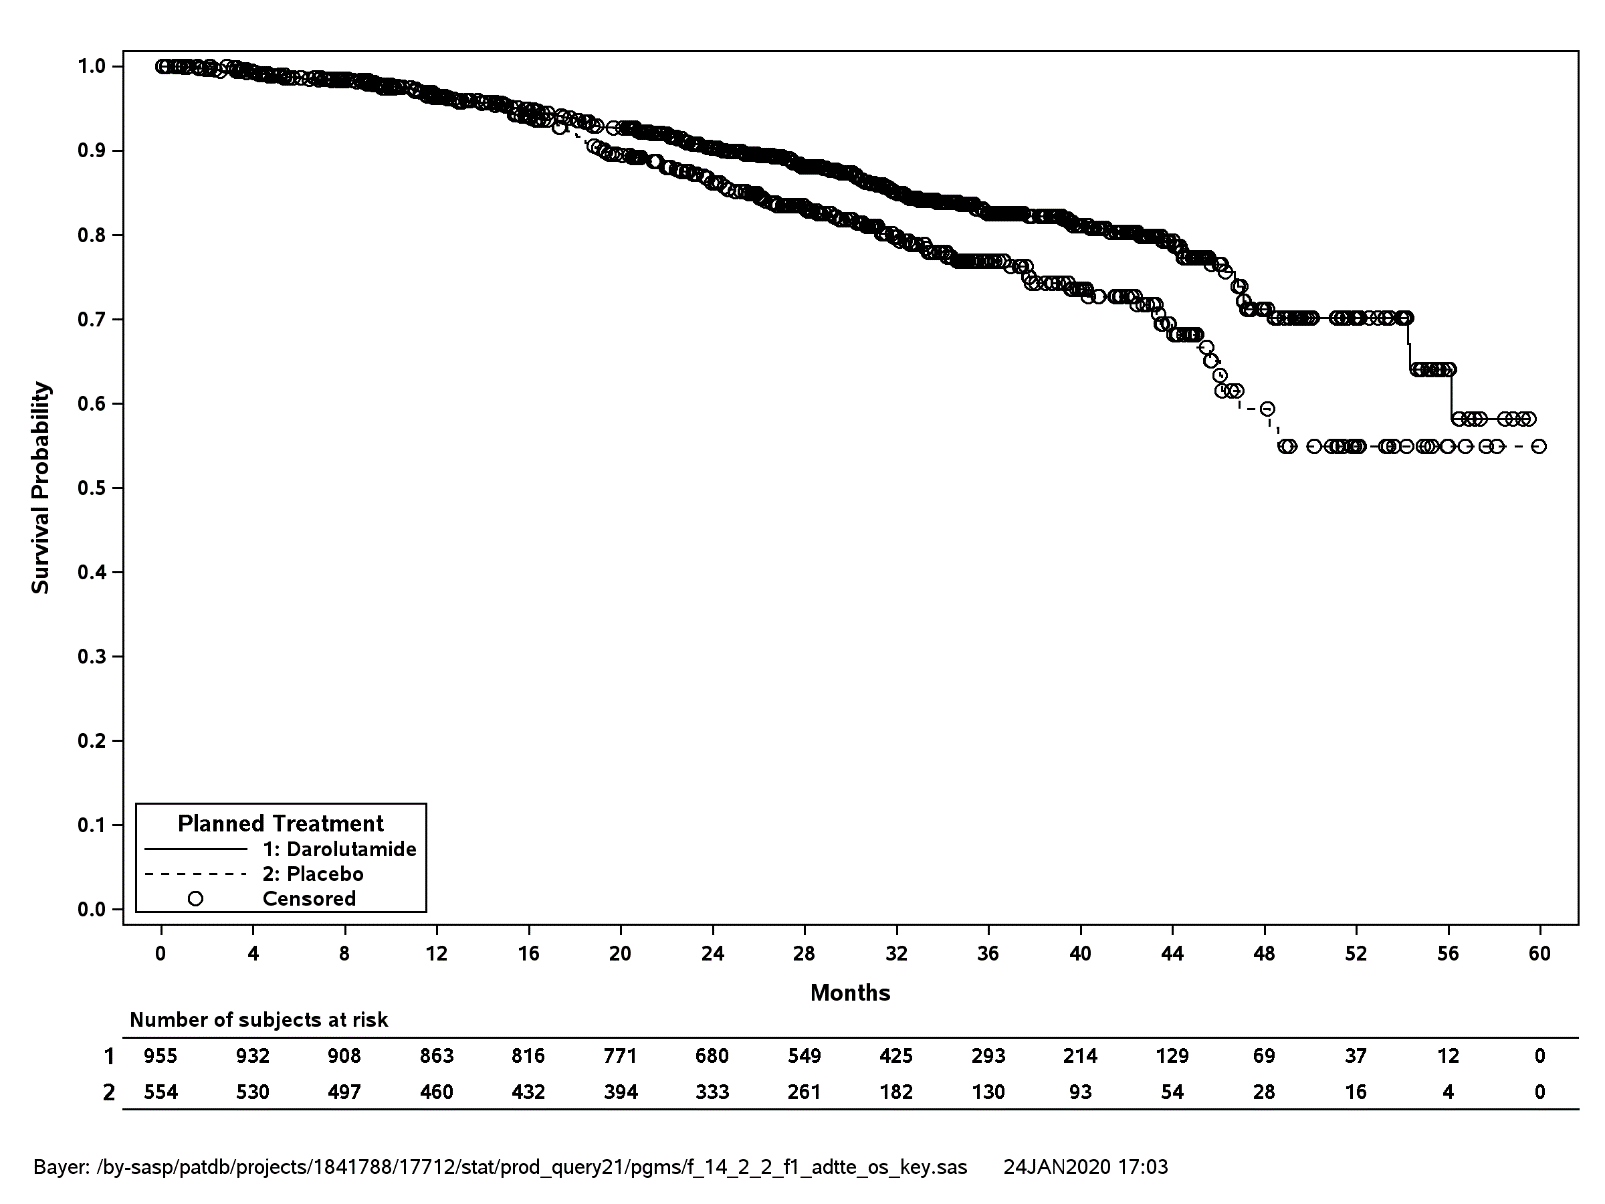 1.0
0.9
0.8
0.7
0.6
0.5
0.4
0.3
0.2
0.1
0.0
Survival Probability
Planned Treatment
1: Darolutamide
2: Placebo
Censored
0 4 8 12 16 20 24 28 32 36 40 44 48 52 56 60
Months
Number of subjects at risk
1 955 932 908 863 816 771 680 549 425 293 214 129 69 37 12 0
2 554 530 497 460 432 394 333 261 182 130 93 54 28 16 4 0
Bayer: /by-sasp/patdb/projects/1841788/17712/stat/prod_query21/pgms/f_14_2_2_f1_adtte_os_key.sas 24JAN2020 17:03